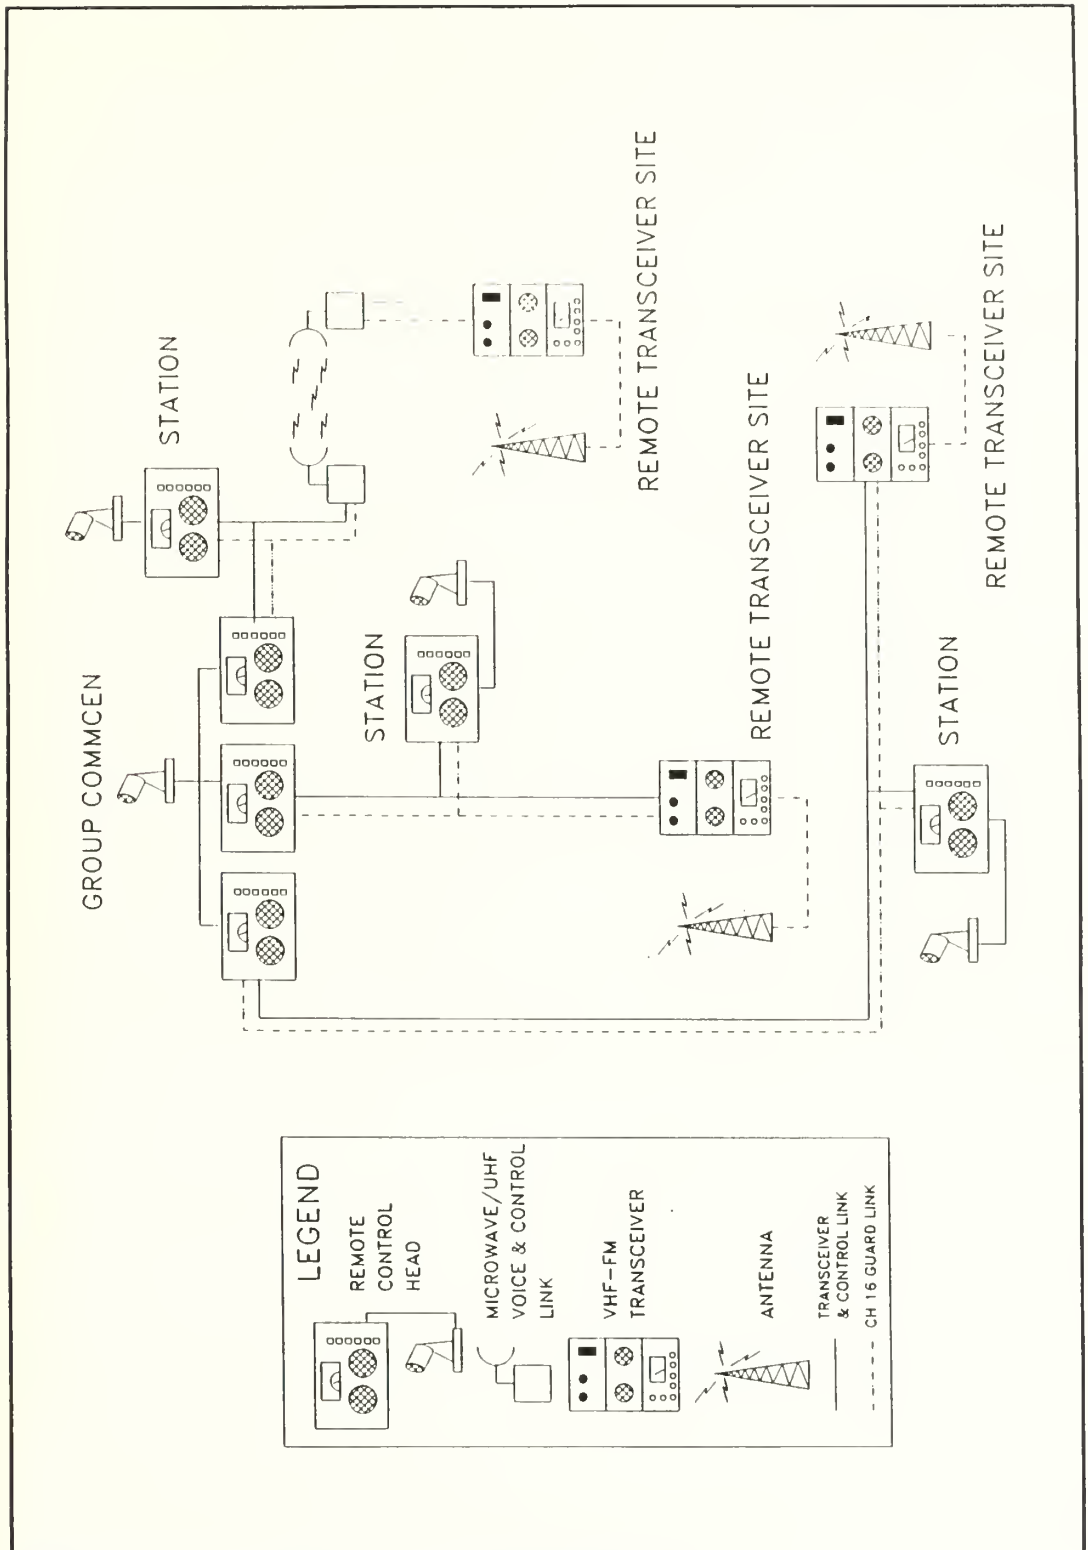 GROUP COMMCEN
STATION
STATION
REMOTE TRANSCEIVER SITE
REMOTE TRANSCEIVER SITE
STATION
REMOTE TRANSCEIVER SITE
LEGEND
REMOTE
CONTROL
HEAD
MICROWAVE/UHF
VOICE & CONTROL
LINK
VHF-FM
TRANSCEIVER
ANTENNA
TRANSCEIVER
& CONTROL LINK
CH 16 GUARD LINK